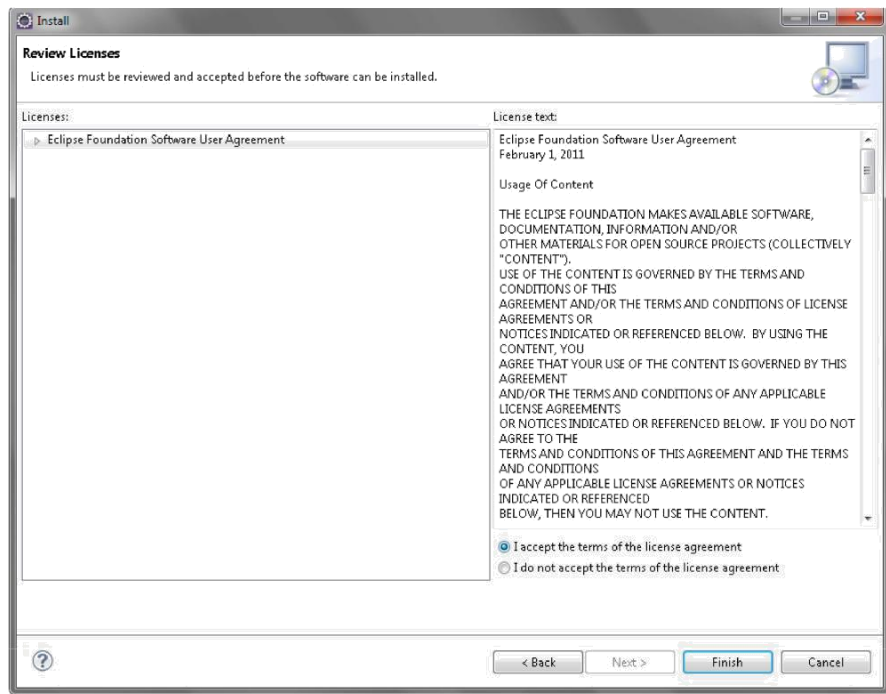 Install
Review Licenses
Licenses must be reviewed and accepted before the software can be installed.
Licenses:
Eclipse Foundation Software User Agreement
License text:
Eclipse Foundation Software User Agreement
February 1, 2011
Usage Of Content
THE ECLIPSE FOUNDATION MAKES AVAILABLE SOFTWARE,
DOCUMENTATION, INFORMATION AND/OR
OTHER MATERIALS FOR OPEN SOURCE PROJECTS (COLLECTIVELY
"CONTENT").
USE OF THE CONTENT IS GOVERNED BY THE TERMS AND
CONDITIONS OF THIS
AGREEMENT AND/OR THE TERMS AND CONDITIONS OF LICENSE
AGREEMENTS OR
NOTICES INDICATED OR REFERENCED BELOW.  BY USING THE
CONTENT, YOU
AGREE THAT YOUR USE OF THE CONTENT IS GOVERNED BY THIS
AGREEMENT
AND/OR THE TERMS AND CONDITIONS OF ANY APPLICABLE
LICENSE AGREEMENTS
OR NOTICES INDICATED OR REFERENCED BELOW.  IF YOU DO NOT
AGREE TO THE
TERMS AND CONDITIONS OF THIS AGREEMENT AND THE TERMS
AND CONDITIONS
OF ANY APPLICABLE LICENSE AGREEMENTS OR NOTICES
INDICATED OR REFERENCED
BELOW, THEN YOU MAY NOT USE THE CONTENT.
I accept the terms of the license agreement
I do not accept the terms of the license agreement
? < Back Next > Finish Cancel